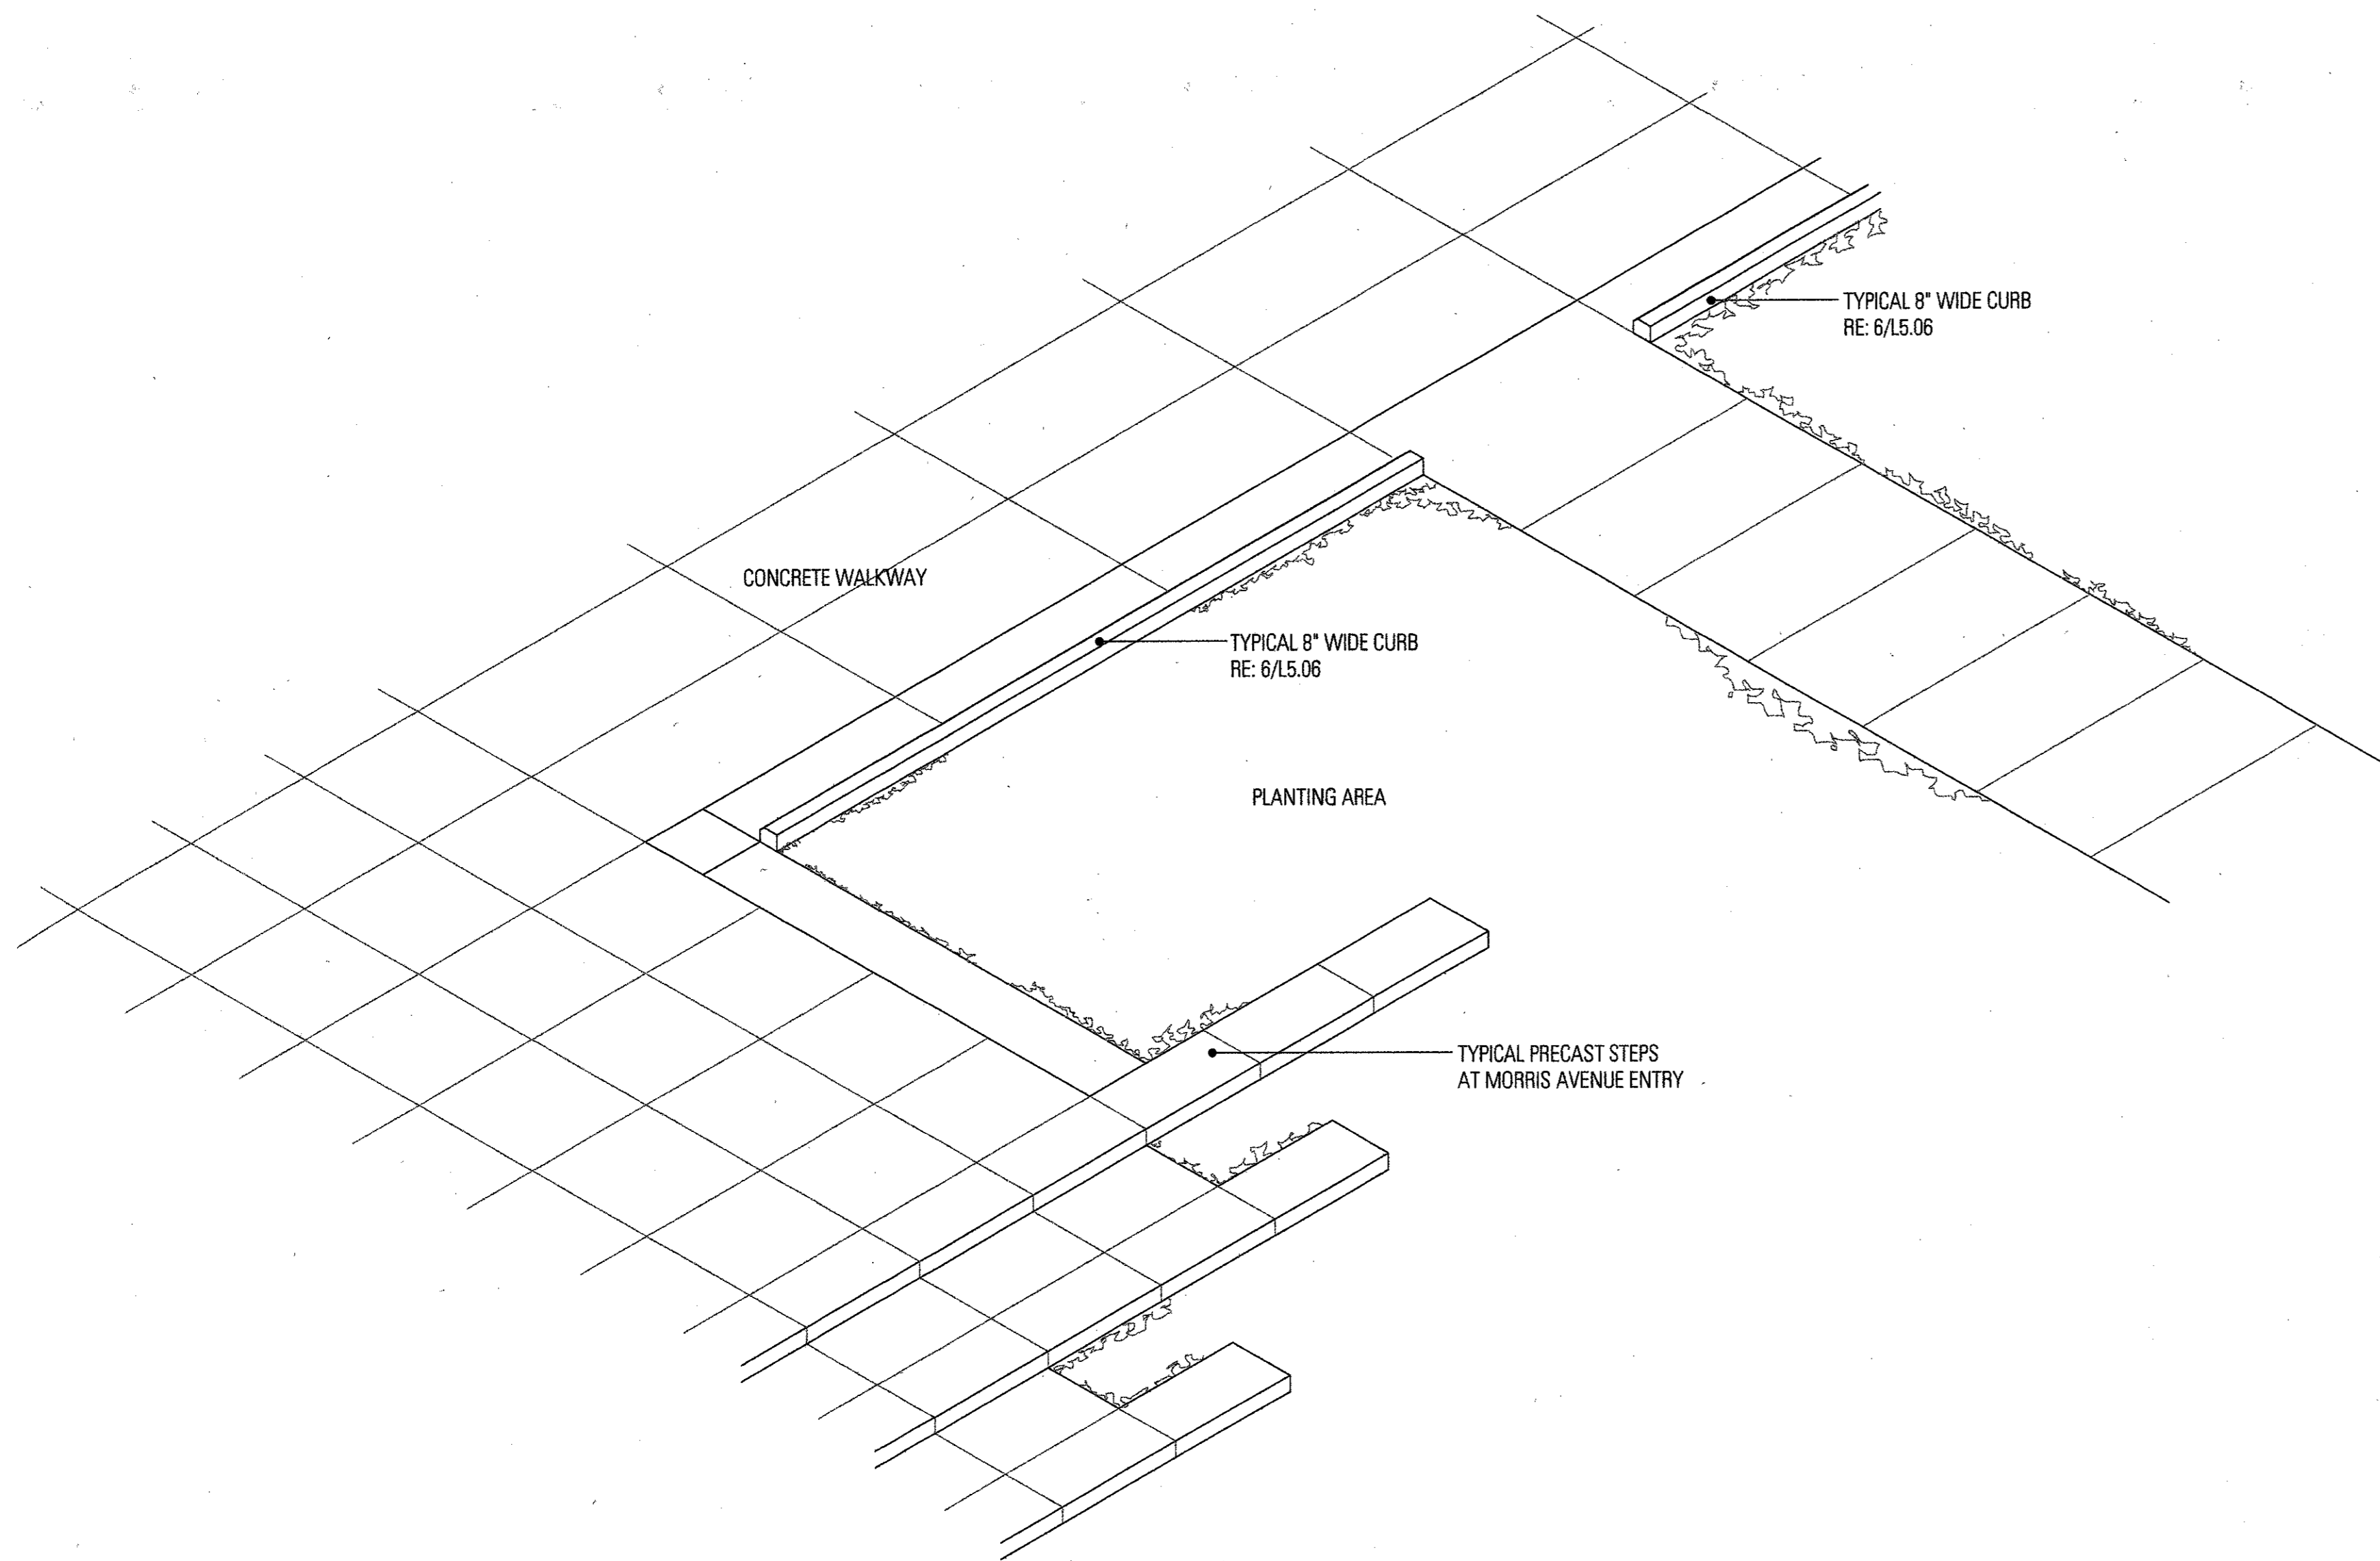 TYPICAL 8" WIDE CURB
RE: 6/L5.06
CONCRETE WALKWAY
TYPICAL 8" WIDE CURB
RE: 6/L5.06
PLANTING AREA
TYPICAL PRECAST STEPS
AT MORRIS AVENUE ENTRY